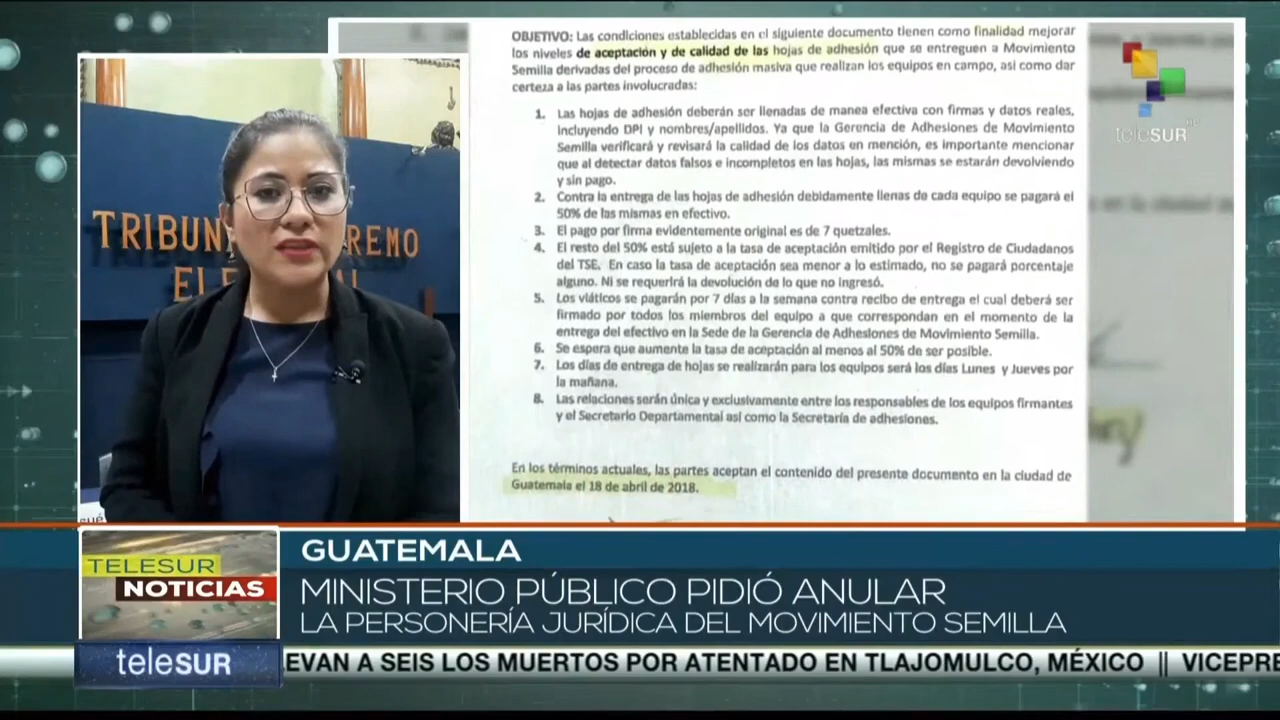 OBJETIVO: Las condiciones establecidas en el siguiente documento tienen como finalidad mejorar
los niveles de aceptación y de calidad de las hojas de adhesión que se entreguen a Movimiento
Semilla derivadas del proceso de adhesión masiva que realizan los equipos en campo, asi como dar
certeza a las partes involucradas:
1. Las hojas de adhesión deberán ser llenadas de manea efectiva con firmas y datos reales,
incluyendo DPI y nombres/apellidos. Ya que la Gerencia de Adhesiones de Movimiento
Semilla verificará y revisará la calidad de los datos en mención, es importante mencionar
que al detectar datos falsos e incompletos en las hojas, las mismas se estarán devolviendo
y sin pago.
2. Contra la entrega de las hojas de adhesión debidamente llenas de cada equipo se pagará el
50% de las mismas en efectivo.
3. El pago por firma evidentemente original es de 7 quetzales.
4. El resto del 50% está sujeto a la tasa de aceptación emitido por el Registro de Ciudadanos
del TSE. En caso la tasa de aceptación sea menor a lo estimado, no se pagará porcentaje
alguno. Ni se requerirá la devolución de lo que no ingresó.
5. Los viáticos se pagarán por 7 días a la semana contra recibo de entrega el cual deberá ser
firmado por todos los miembros del equipo a que correspondan en el momento de la
entrega del efectivo en la Sede de la Gerencia de Adhesiones de Movimiento Semilla.
6. Se espera que aumente la tasa de aceptación al menos al 50% de ser posible.
7. Los días de entrega de hojas se realizarán para los equipos será los días Lunes y Jueves por
la mañana.
8. Las relaciones serán única y exclusivamente entre los responsables de los equipos firmantes
y el Secretario Departamental así como la Secretaría de adhesiones.
En los términos actuales, las partes aceptan el contenido del presente documento en la ciudad de
Guatemala el 18 de abril de 2018.
teleSUR
TRIBUN REMO
EL AL
TELESUR
NOTICIAS
GUATEMALA
MINISTERIO PÚBLICO PIDIÓ ANULAR
LA PERSONERÍA JURÍDICA DEL MOVIMIENTO SEMILLA
teleSUR
LEVAN A SEIS LOS MUERTOS POR ATENTADO EN TLAJOMULCO, MÉXICO || VICEPRE